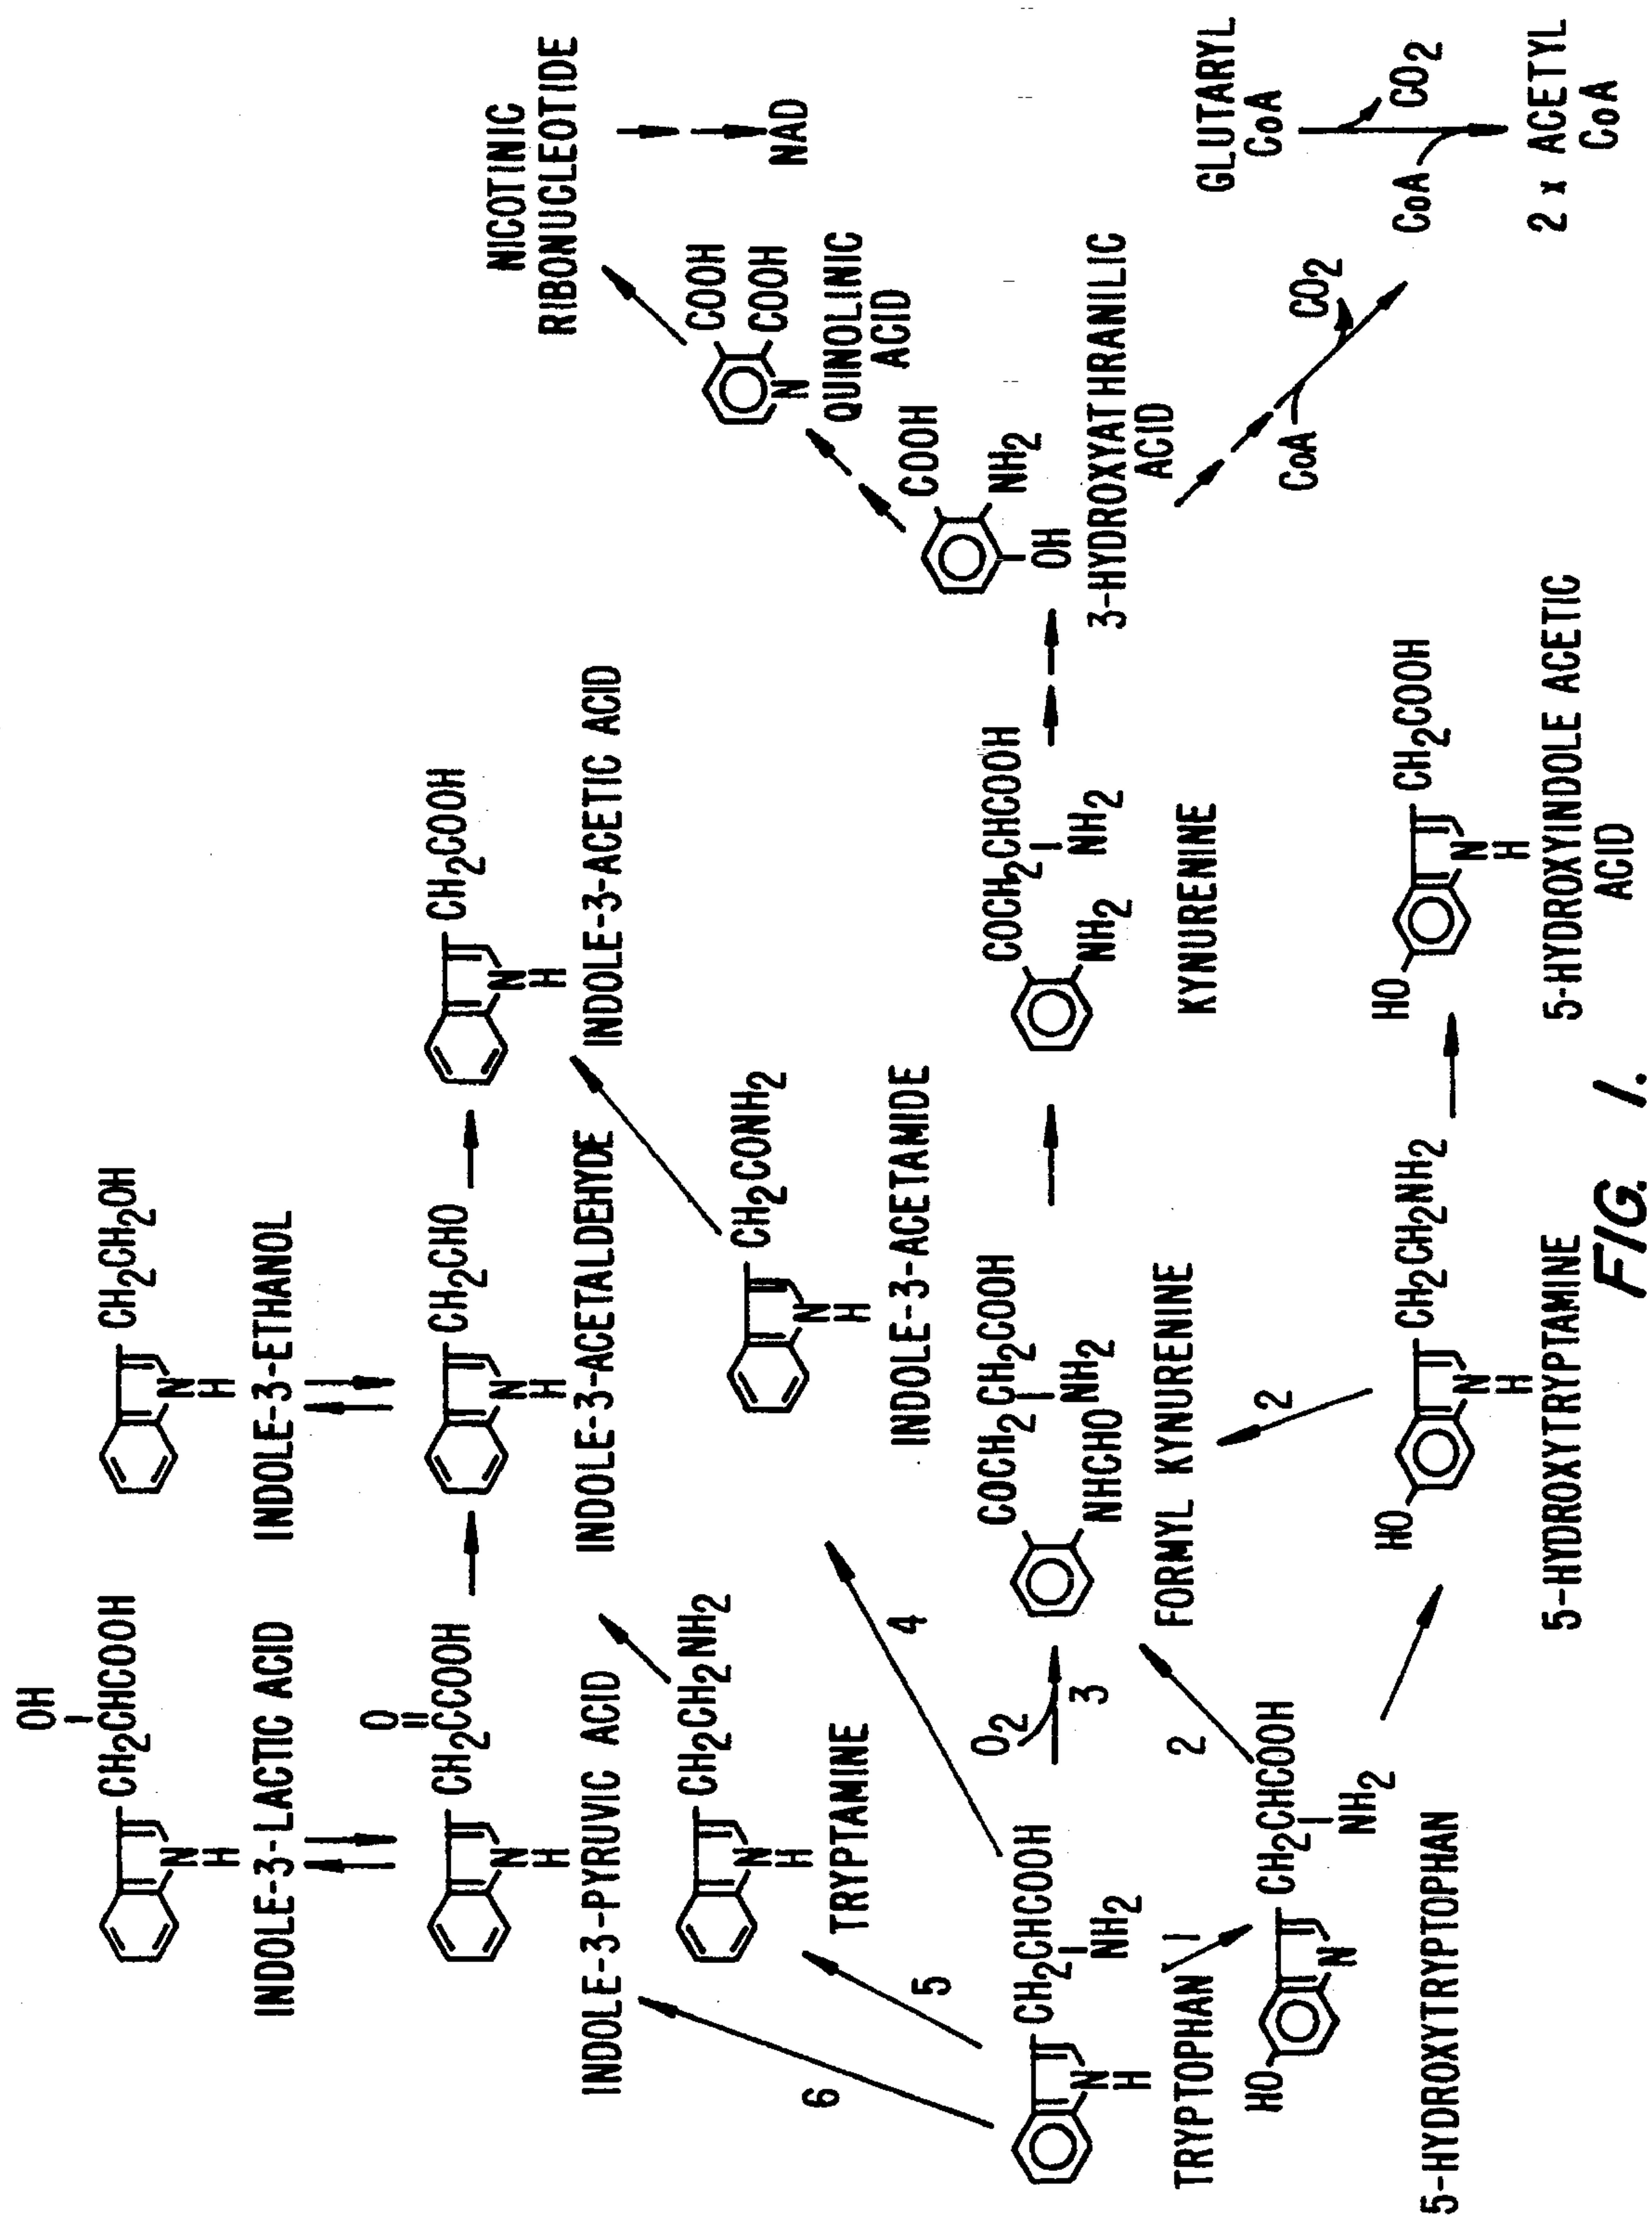 OH
CH2CHCOOH
N
H
INDOLE-3-LACTIC ACID
CH2CH2OH
N
H
INDOLE-3-ETHANOL
O
CH2CCOOH
N
H
INDOLE-3-PYRUVIC ACID
CH2CHO
N
H
INDOLE-3-ACETALDEHYDE
CH2COOH
N
H
INDOLE-3-ACETIC ACID
NICOTINIC
RIBONUCLEOTIDE
NAD
6
CH2CH2NH2
N
H
TRYPTAMINE
5
CH2CONH2
N
H
INDOLE-3-ACETAMIDE
4
COOH
COOH
N
QUINOLINIC
ACID
CH2CHCOOH
NH2
N
H
TRYPTOPHAN
O2
3
COCH2CH2COOH
NH2
NHCHO
FORMYL KYNURENINE
COCH2CHCOOH
NH2
NH2
KYNURENINE
COOH
NH2
OH
3-HYDROXYATHRANILIC
ACID
GLUTARYL
CoA
CO2
CoA
2 x ACETYL
CoA
CO2
CoA
1
2
2
HO
CH2CHCOOH
NH2
N
5-HYDROXYTRYPTOPHAN
HO
CH2CH2NH2
N
H
5-HYDROXYTRYPTAMINE
HO
CH2COOH
N
H
5-HYDROXYINDOLE ACETIC
ACID
FIG. 1.